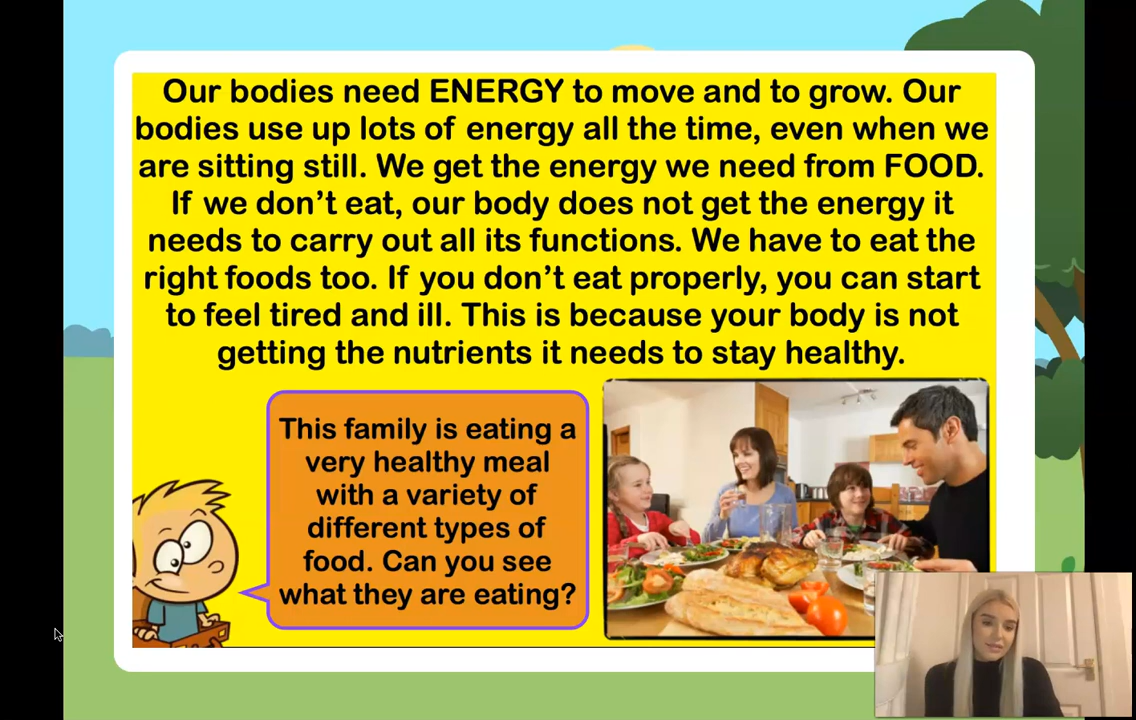 Our bodies need ENERGY to move and to grow. Our
bodies use up lots of energy all the time, even when we
are sitting still. We get the energy we need from FOOD.
If we don’t eat, our body does not get the energy it
needs to carry out all its functions. We have to eat the
right foods too. If you don’t eat properly, you can start
to feel tired and ill. This is because your body is not
getting the nutrients it needs to stay healthy.
This family is eating a
very healthy meal
with a variety of
different types of
food. Can you see
what they are eating?